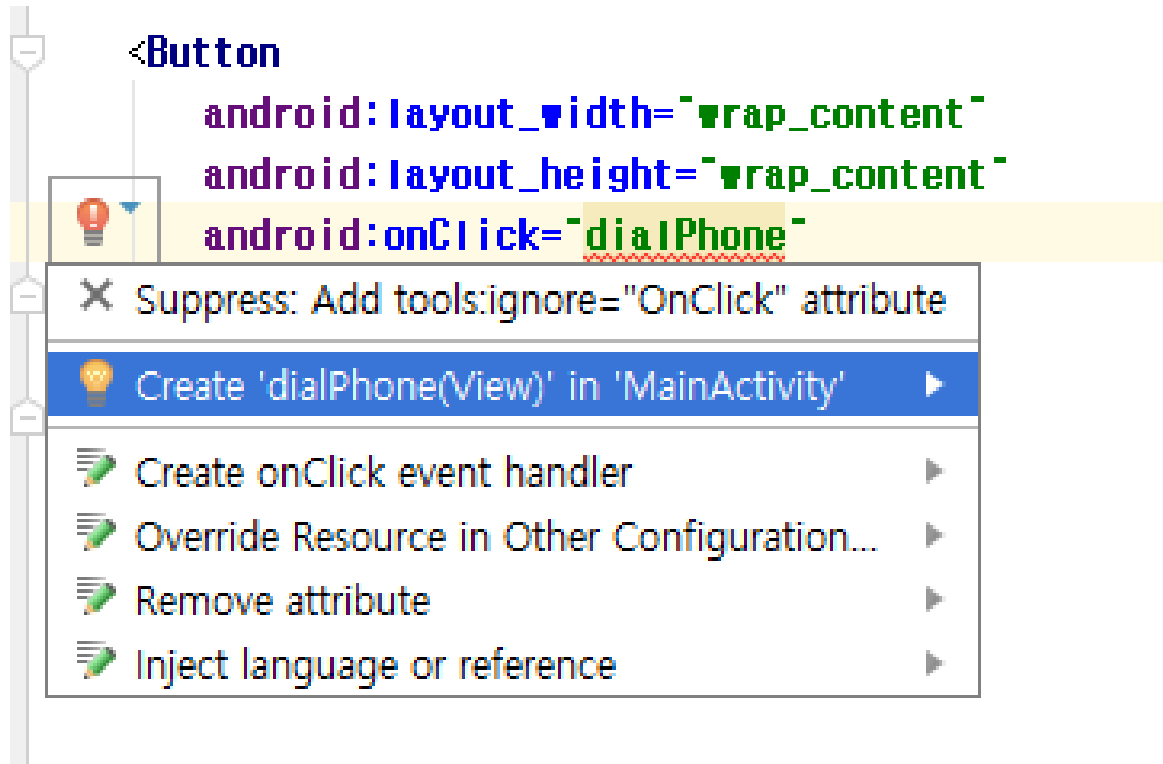 <Button
android:layout_width="wrap_content"
android:layout_height="wrap_content"
android:onClick="dialPhone"
Suppress: Add tools:ignore="OnClick" attribute
Create 'dialPhone(View)' in 'MainActivity'
Create onClick event handler
Override Resource in Other Configuration...
Remove attribute
Inject language or reference